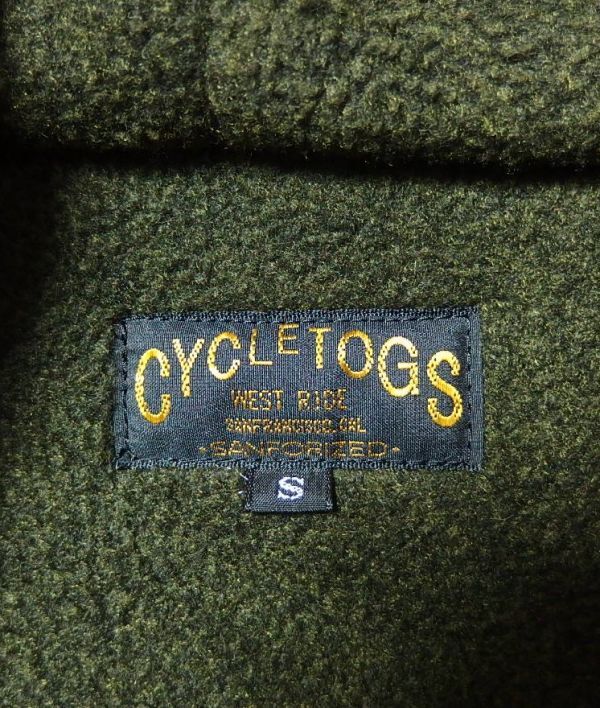 CYCLETOGS
WEST RIDE
SANFRANCISCO.CAL
·SANFORIZED·
S